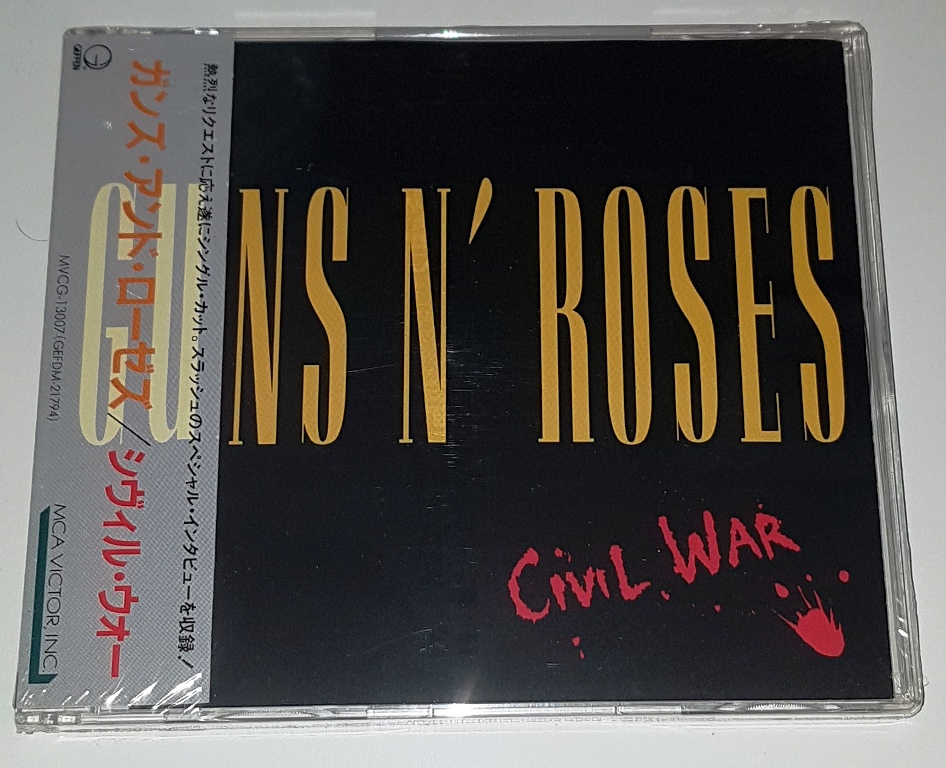 熱烈なリクエストに応え遂にシングル・カット。スラッシュのスペシャル・インタビューを収録!
ガンズ・アンド・ローゼズ/シヴィル・ウォー
GEFFEN
MVCG-13007(GEFDM-21794)
MCA VICTOR, INC.
GUNS N' ROSES
CIVIL WAR